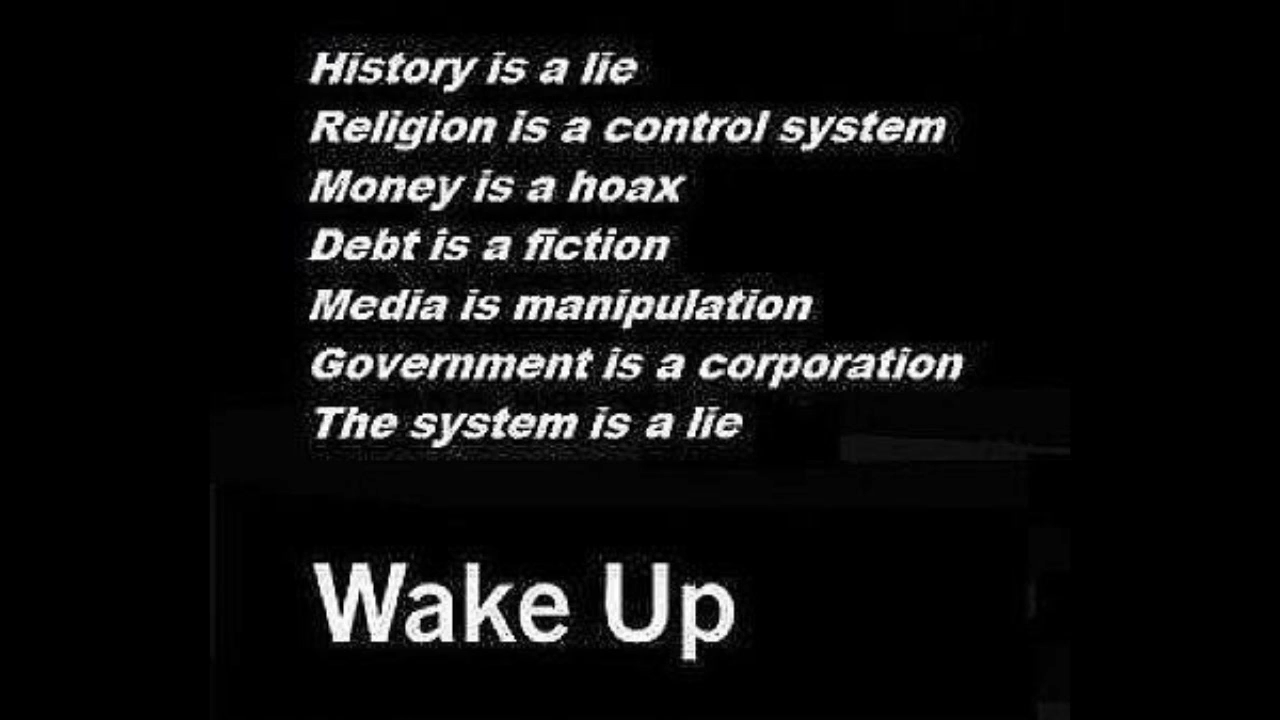 History is a lie
Religion is a control system
Money is a hoax
Debt is a fiction
Media is manipulation
Government is a corporation
The system is a lie
Wake Up